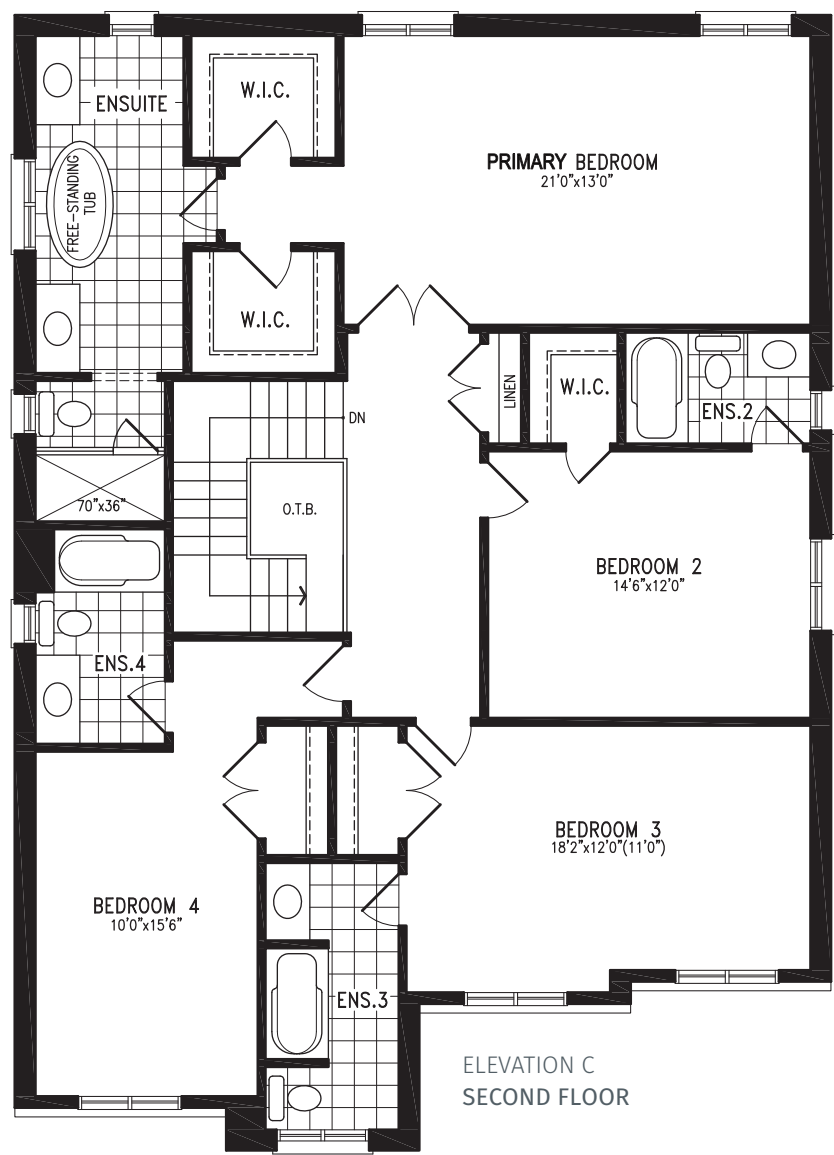 ENSUITE
W.I.C.
PRIMARY BEDROOM
21'0"x13'0"
FREE-STANDING
TUB
W.I.C.
LINEN
W.I.C.
ENS.2
DN
70"x36"
O.T.B.
BEDROOM 2
14'6"x12'0"
ENS.4
BEDROOM 3
18'2"x12'0"(11'0")
BEDROOM 4
10'0"x15'6"
ENS.3
ELEVATION C
SECOND FLOOR